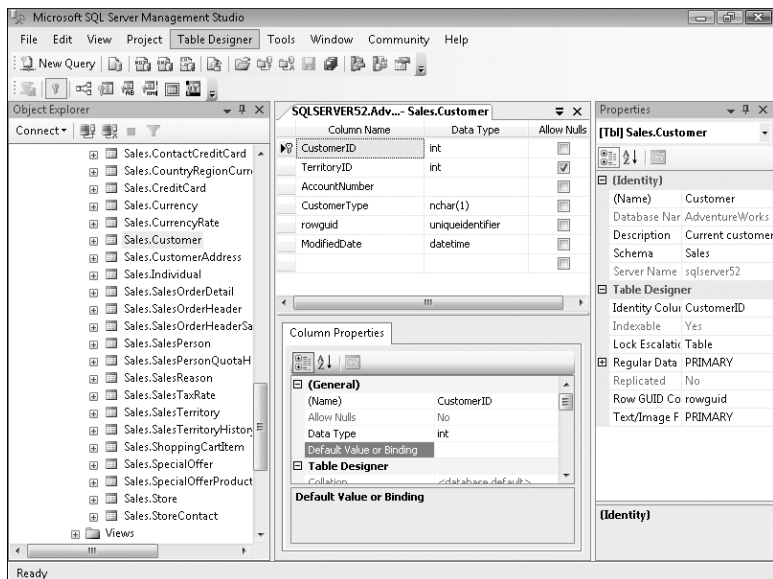 Microsoft SQL Server Management Studio
File Edit View Project Table Designer Tools Window Community Help
New Query
Object Explorer
Connect
Sales.ContactCreditCard
Sales.CountryRegionCurr
Sales.CreditCard
Sales.Currency
Sales.CurrencyRate
Sales.Customer
Sales.CustomerAddress
Sales.Individual
Sales.SalesOrderDetail
Sales.SalesOrderHeader
Sales.SalesOrderHeaderSa
Sales.SalesPerson
Sales.SalesPersonQuotaH
Sales.SalesReason
Sales.SalesTaxRate
Sales.SalesTerritory
Sales.SalesTerritoryHistory
Sales.ShoppingCartItem
Sales.SpecialOffer
Sales.SpecialOfferProduct
Sales.Store
Sales.StoreContact
Views
SQLSERVER52.Adv...- Sales.Customer
Column Name Data Type Allow Nulls
CustomerID int
TerritoryID int
AccountNumber
CustomerType nchar(1)
rowguid uniqueidentifier
ModifiedDate datetime
Column Properties
(General)
(Name) CustomerID
Allow Nulls No
Data Type int
Default Value or Binding
Table Designer
Collation <database default>
Default Value or Binding
Properties
[Tbl] Sales.Customer
(Identity)
(Name) Customer
Database Nar AdventureWorks
Description Current customer
Schema Sales
Server Name sqlserver52
Table Designer
Identity Colur CustomerID
Indexable Yes
Lock Escalatic Table
Regular Data PRIMARY
Replicated No
Row GUID Co rowguid
Text/Image F PRIMARY
(Identity)
Ready